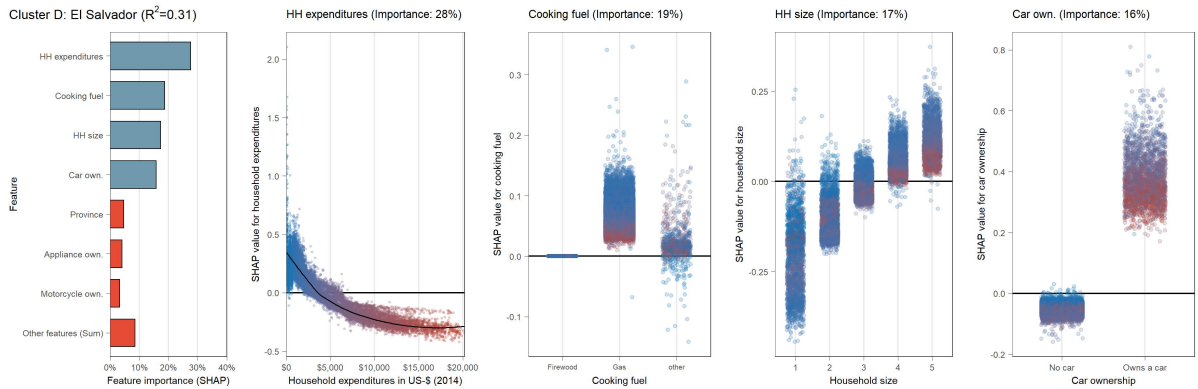 Cluster D: El Salvador (R²=0.31)
Feature
HH expenditures
Cooking fuel
HH size
Car own.
Province
Appliance own.
Motorcycle own.
Other features (Sum)
0% 10% 20% 30% 40%
Feature importance (SHAP)
HH expenditures (Importance: 28%)
SHAP value for household expenditures
2.0
1.5
1.0
0.5
0.0
-0.5
$0 $5,000 $10,000 $15,000 $20,000
Household expenditures in US-$ (2014)
Cooking fuel (Importance: 19%)
SHAP value for cooking fuel
0.3
0.2
0.1
0.0
-0.1
Firewood Gas other
Cooking fuel
HH size (Importance: 17%)
SHAP value for household size
0.25
0.00
-0.25
1 2 3 4 5
Household size
Car own. (Importance: 16%)
SHAP value for car ownership
0.8
0.6
0.4
0.2
0.0
-0.2
No car Owns a car
Car ownership